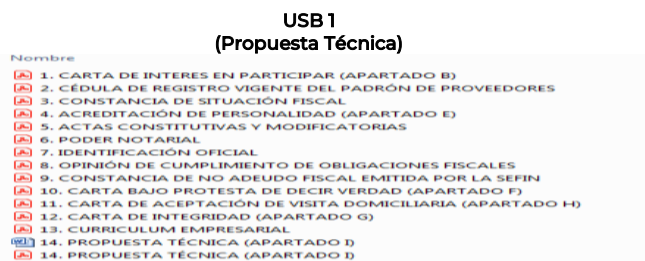 USB 1
(Propuesta Técnica)
Nombre
1. CARTA DE INTERES EN PARTICIPAR (APARTADO B)
2. CÉDULA DE REGISTRO VIGENTE DEL PADRÓN DE PROVEEDORES
3. CONSTANCIA DE SITUACIÓN FISCAL
4. ACREDITACIÓN DE PERSONALIDAD (APARTADO E)
5. ACTAS CONSTITUTIVAS Y MODIFICATORIAS
6. PODER NOTARIAL
7. IDENTIFICACIÓN OFICIAL
8. OPINIÓN DE CUMPLIMIENTO DE OBLIGACIONES FISCALES
9. CONSTANCIA DE NO ADEUDO FISCAL EMITIDA POR LA SEFIN
10. CARTA BAJO PROTESTA DE DECIR VERDAD (APARTADO F)
11. CARTA DE ACEPTACIÓN DE VISITA DOMICILIARIA (APARTADO H)
12. CARTA DE INTEGRIDAD (APARTADO G)
13. CURRICULUM EMPRESARIAL
14. PROPUESTA TÉCNICA (APARTADO I)
14. PROPUESTA TÉCNICA (APARTADO I)